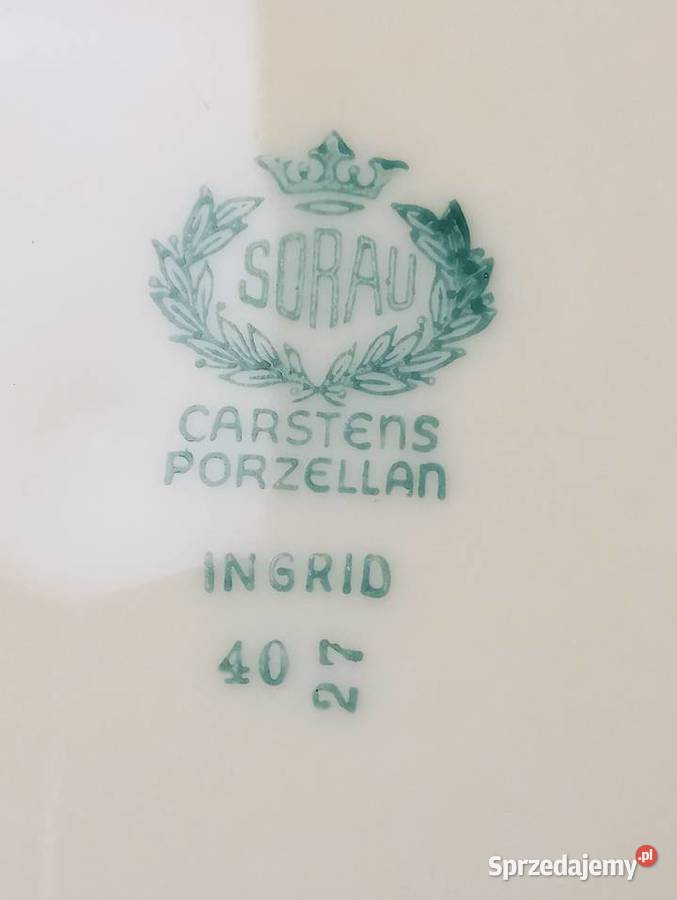 SORAU
CARSTENS
PORZELLAN
INGRID
40 27
Sprzedajemy.pl